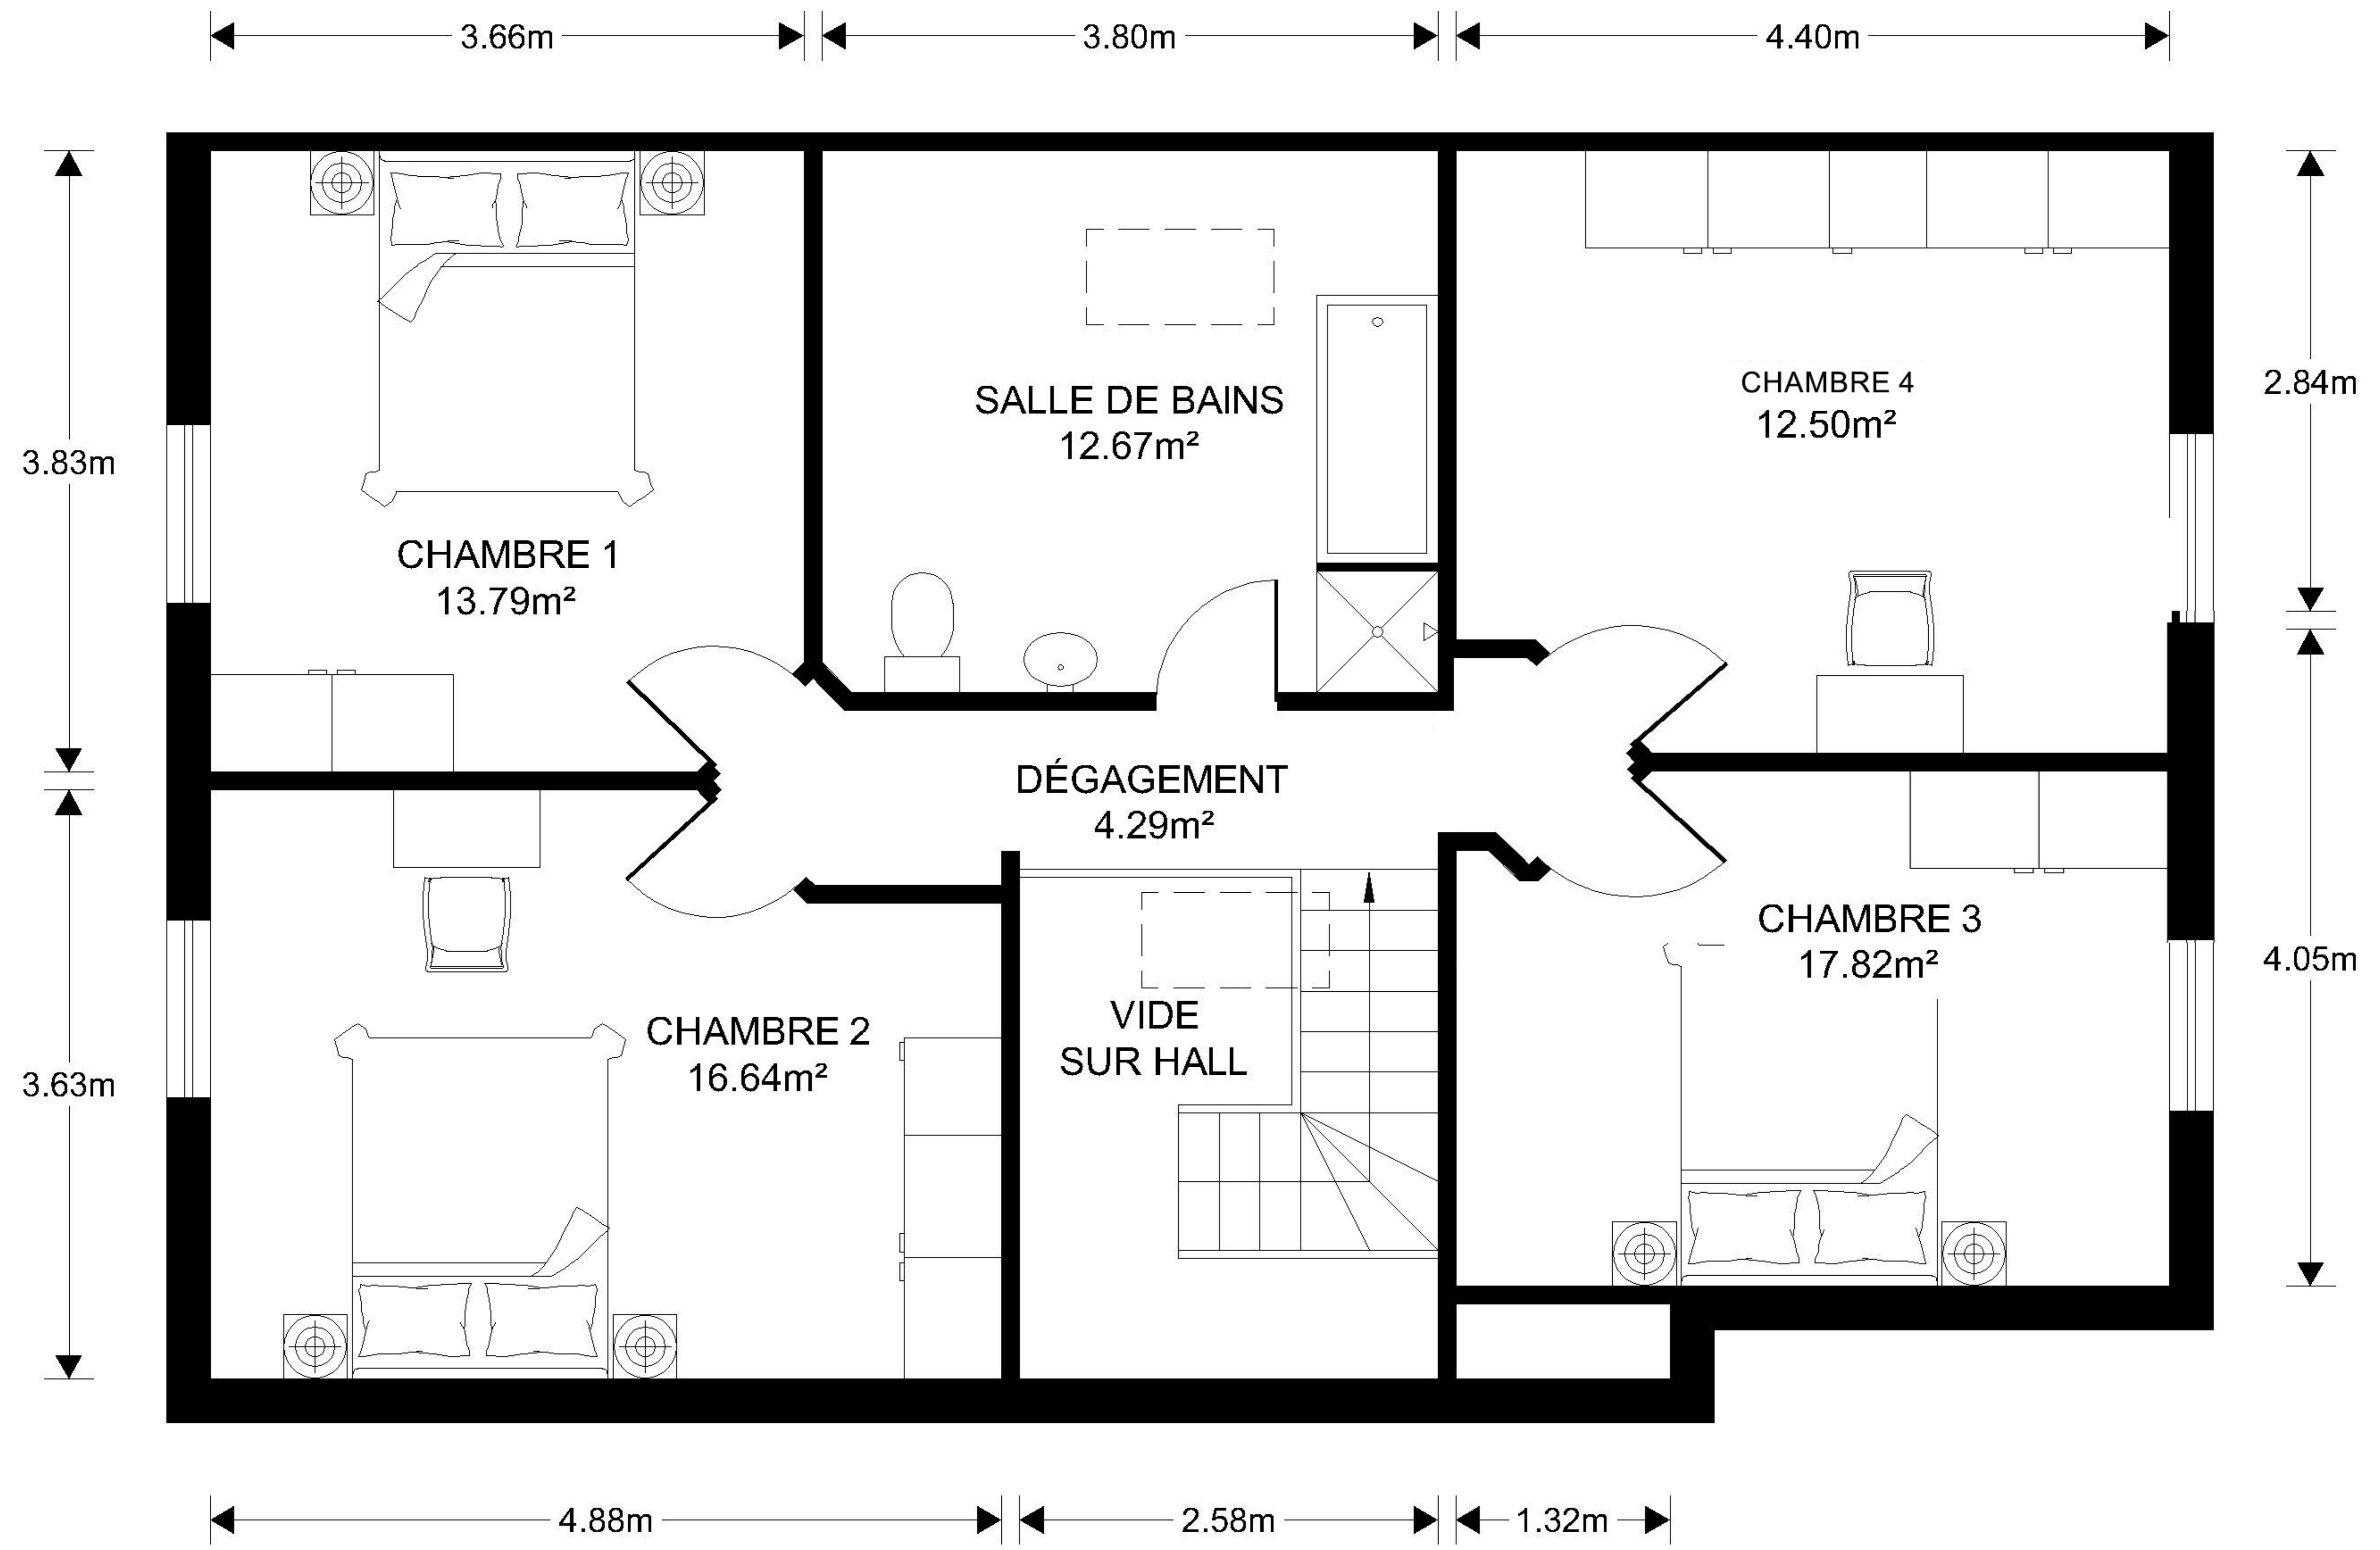 3.66m
3.80m
4.40m
SALLE DE BAINS
12.67m²
CHAMBRE 4
12.50m²
2.84m
3.83m
CHAMBRE 1
13.79m²
DÉGAGEMENT
4.29m²
CHAMBRE 3
17.82m²
4.05m
VIDE
SUR HALL
CHAMBRE 2
16.64m²
3.63m
4.88m
2.58m
1.32m